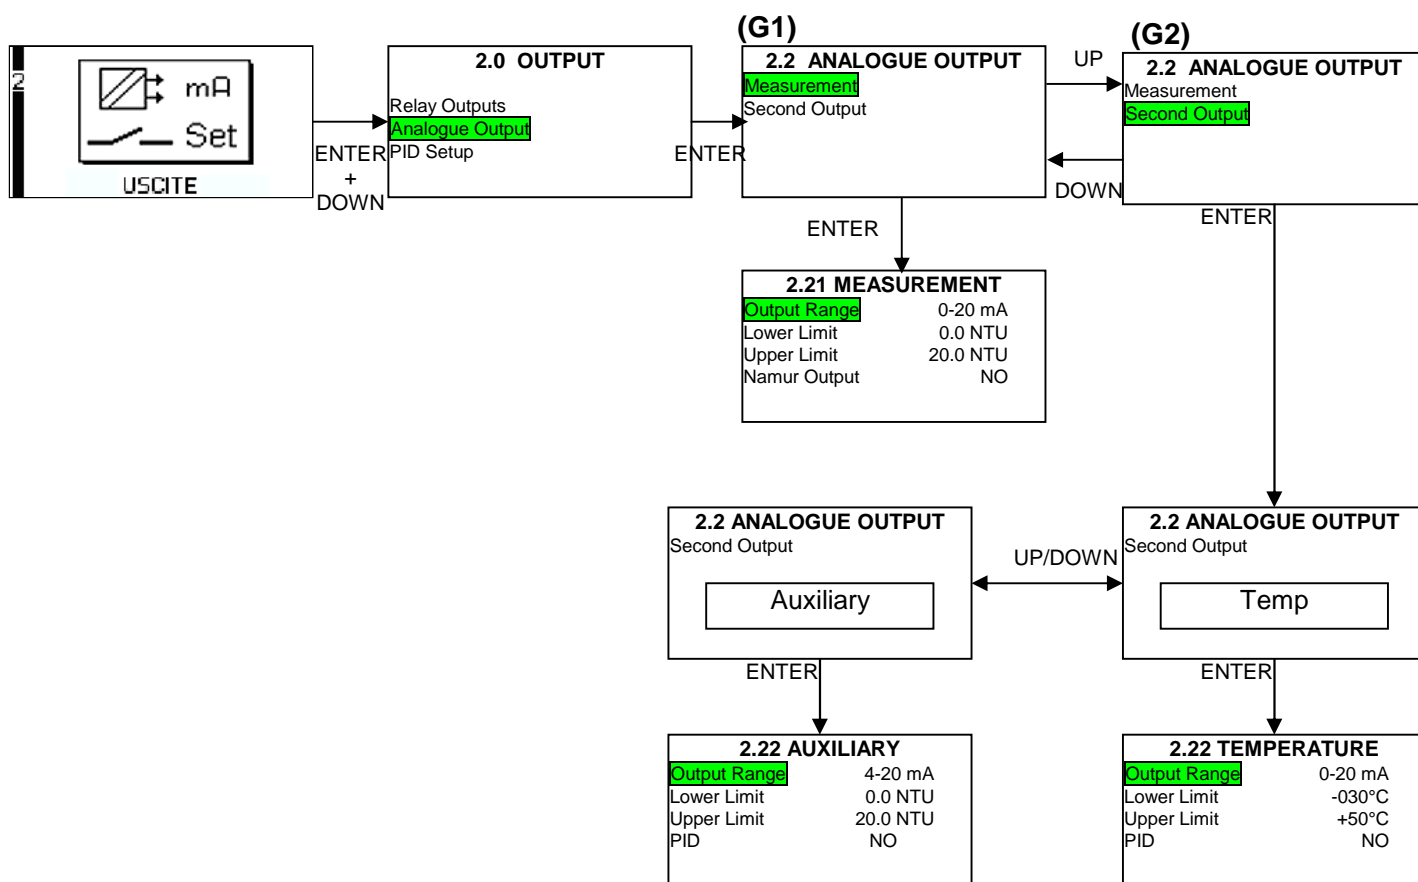 (G1)
(G2)
2
mA
Set
USCITE
ENTER
+
DOWN
2.0 OUTPUT
Relay Outputs
Analogue Output
PID Setup
ENTER
2.2 ANALOGUE OUTPUT
Measurement
Second Output
UP
DOWN
2.2 ANALOGUE OUTPUT
Measurement
Second Output
ENTER
ENTER
2.21 MEASUREMENT
Output Range 0-20 mA
Lower Limit 0.0 NTU
Upper Limit 20.0 NTU
Namur Output NO
2.2 ANALOGUE OUTPUT
Second Output
Auxiliary
UP/DOWN
2.2 ANALOGUE OUTPUT
Second Output
Temp
ENTER
ENTER
2.22 AUXILIARY
Output Range 4-20 mA
Lower Limit 0.0 NTU
Upper Limit 20.0 NTU
PID NO
2.22 TEMPERATURE
Output Range 0-20 mA
Lower Limit -030°C
Upper Limit +50°C
PID NO